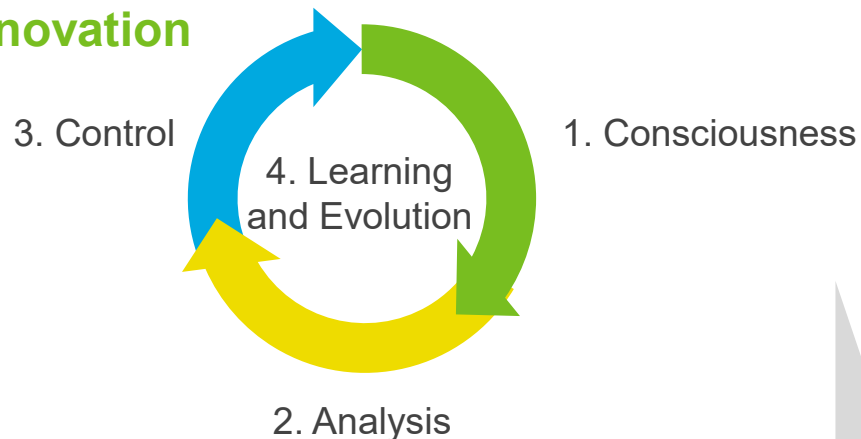 novation
3. Control
1. Consciousness
4. Learning
and Evolution
2. Analysis